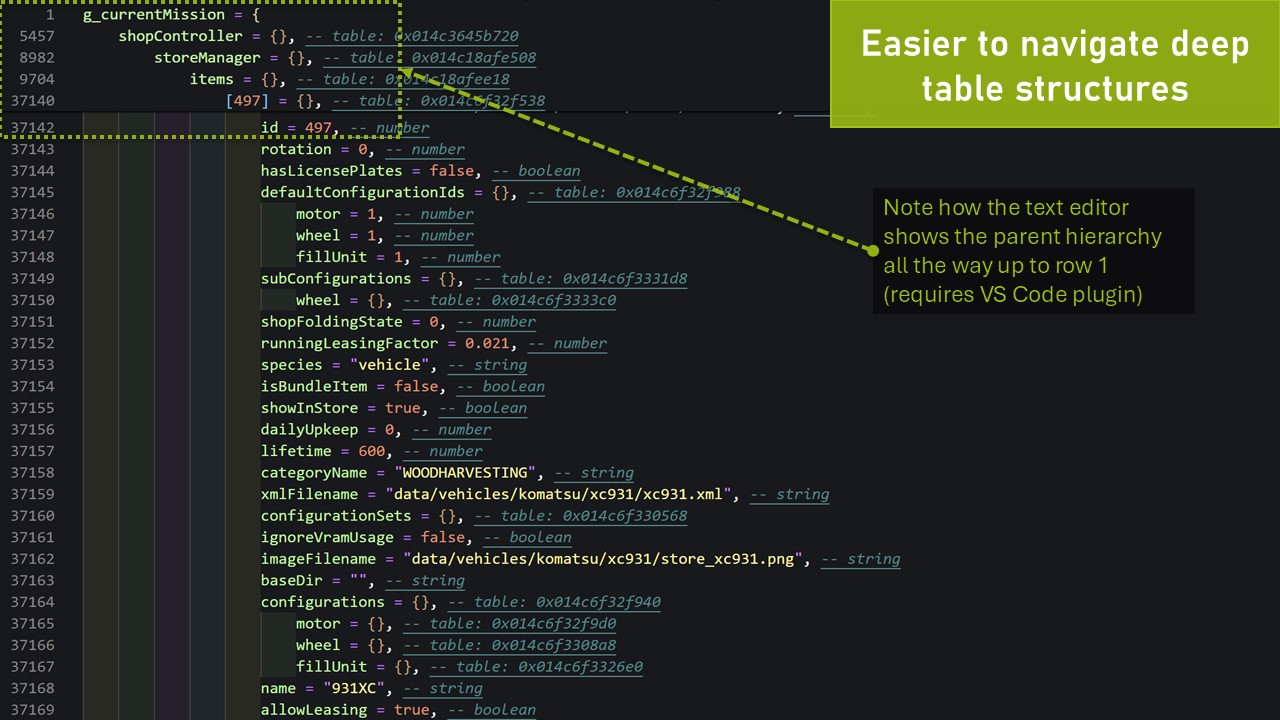 1 g_currentMission = {
5457 shopController = {}, -- table: 0x014c3645b720
8982 storeManager = {}, -- table: 0x014c18afe508
9704 items = {}, -- table: 0x014c18afee18
37140 [497] = {}, -- table: 0x014c6f32f538
37142 id = 497, -- number
37143 rotation = 0, -- number
37144 hasLicensePlates = false, -- boolean
37145 defaultConfigurationIds = {}, -- table: 0x014c6f32f988
37146 motor = 1, -- number
37147 wheel = 1, -- number
37148 fillUnit = 1, -- number
37149 subConfigurations = {}, -- table: 0x014c6f3331d8
37150 wheel = {}, -- table: 0x014c6f3333c0
37151 shopFoldingState = 0, -- number
37152 runningLeasingFactor = 0.021, -- number
37153 species = "vehicle", -- string
37154 isBundleItem = false, -- boolean
37155 showInStore = true, -- boolean
37156 dailyUpkeep = 0, -- number
37157 lifetime = 600, -- number
37158 categoryName = "WOODHARVESTING", -- string
37159 xmlFilename = "data/vehicles/komatsu/xc931/xc931.xml", -- string
37160 configurationSets = {}, -- table: 0x014c6f330568
37161 ignoreVramUsage = false, -- boolean
37162 imageFilename = "data/vehicles/komatsu/xc931/store_xc931.png", -- string
37163 baseDir = "", -- string
37164 configurations = {}, -- table: 0x014c6f32f940
37165 motor = {}, -- table: 0x014c6f32f9d0
37166 wheel = {}, -- table: 0x014c6f3308a8
37167 fillUnit = {}, -- table: 0x014c6f3326e0
37168 name = "931XC", -- string
37169 allowLeasing = true, -- boolean
Easier to navigate deep
table structures
Note how the text editor
shows the parent hierarchy
all the way up to row 1
(requires VS Code plugin)